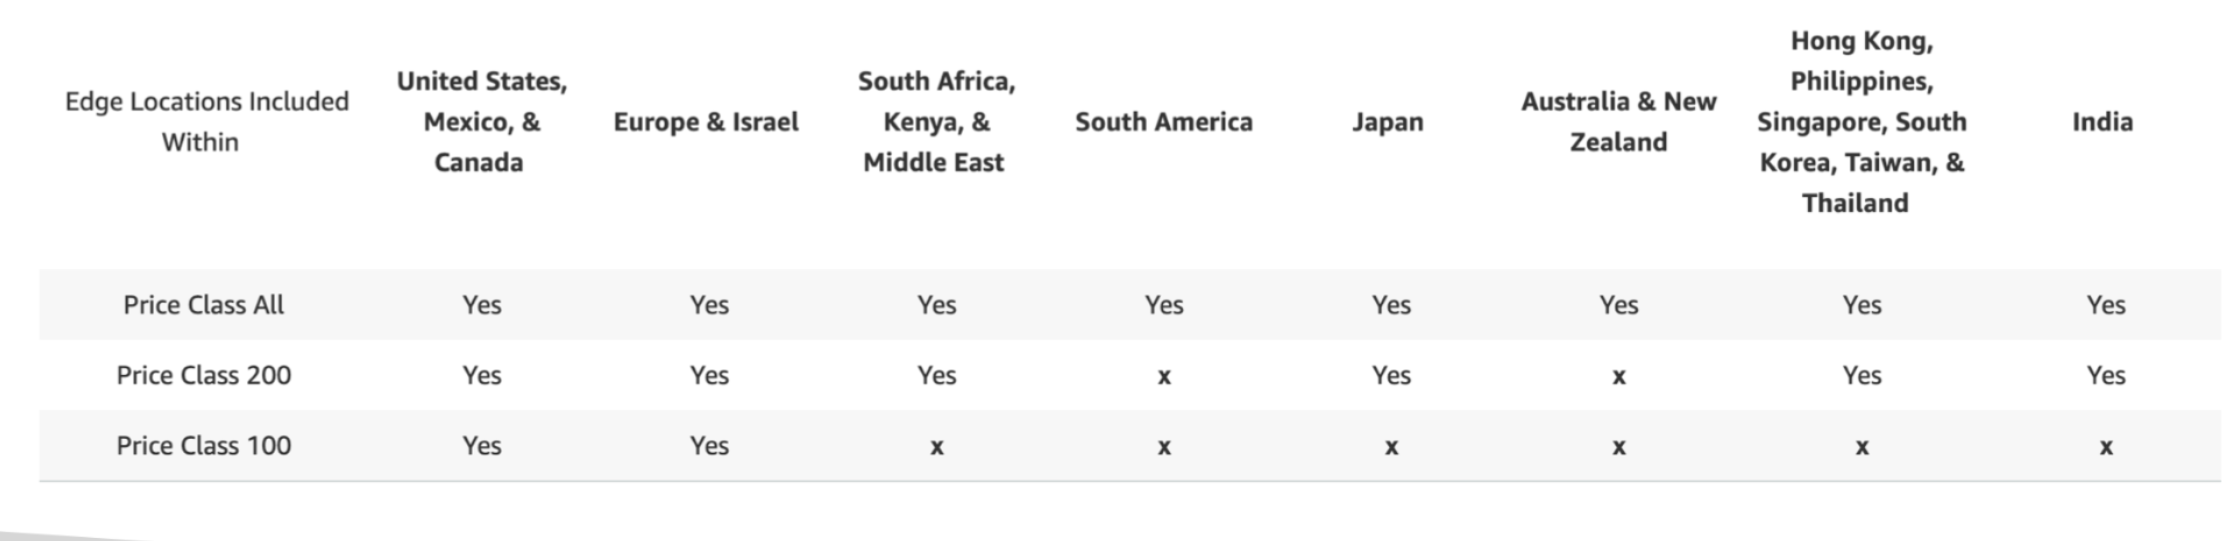 Edge Locations Included
Within
United States,
Mexico, &
Canada
Europe & Israel
South Africa,
Kenya, &
Middle East
South America
Japan
Australia & New
Zealand
Hong Kong,
Philippines,
Singapore, South
Korea, Taiwan, &
Thailand
India
Price Class All Yes Yes Yes Yes Yes Yes Yes Yes
Price Class 200 Yes Yes Yes x Yes x Yes Yes
Price Class 100 Yes Yes x x x x x x